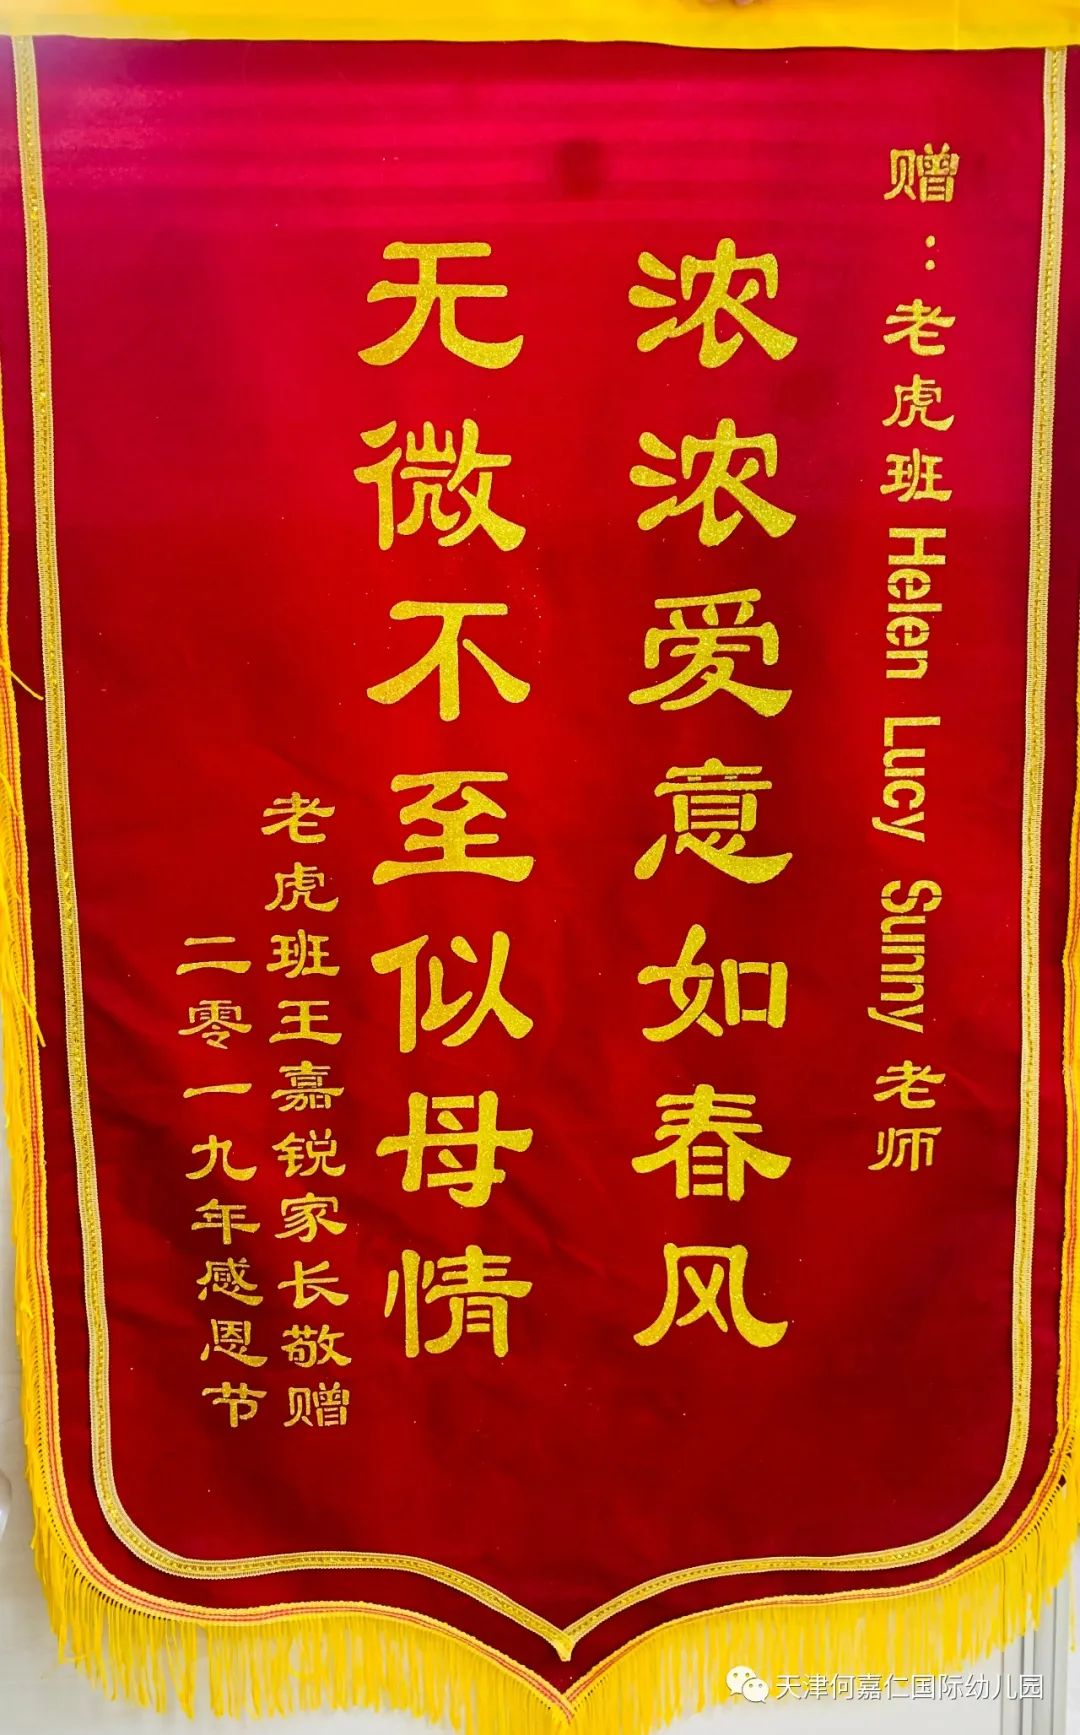 赠：老虎班 Helen Lucy Sunny 老师
浓浓爱意如春风
无微不至似母情
老虎班王嘉锐家长敬赠
二零一九年感恩节
天津何嘉仁国际幼儿园